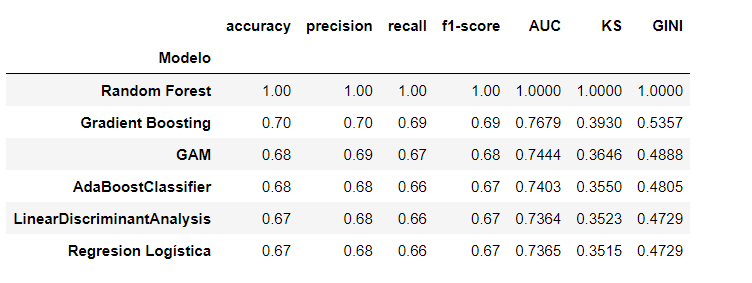 accuracy precision recall f1-score AUC KS GINI
Modelo
Random Forest 1.00 1.00 1.00 1.00 1.0000 1.0000 1.0000
Gradient Boosting 0.70 0.70 0.69 0.69 0.7679 0.3930 0.5357
GAM 0.68 0.69 0.67 0.68 0.7444 0.3646 0.4888
AdaBoostClassifier 0.68 0.68 0.66 0.67 0.7403 0.3550 0.4805
LinearDiscriminantAnalysis 0.67 0.68 0.66 0.67 0.7364 0.3523 0.4729
Regresion Logística 0.67 0.68 0.66 0.67 0.7365 0.3515 0.4729